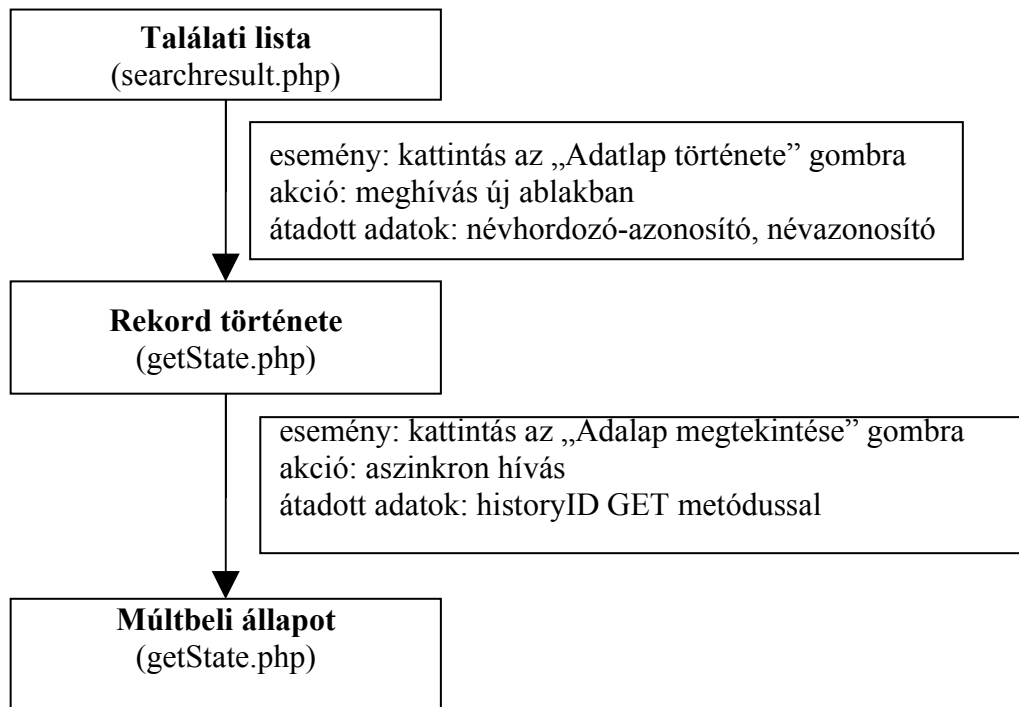 Találati lista
(searchresult.php)
esemény: kattintás az „Adatlap története” gombra
akció: meghívás új ablakban
átadott adatok: névhordozó-azonosító, névazonosító
Rekord története
(getState.php)
esemény: kattintás az „Adalap megtekintése” gombra
akció: aszinkron hívás
átadott adatok: historyID GET metódussal
Múltbeli állapot
(getState.php)